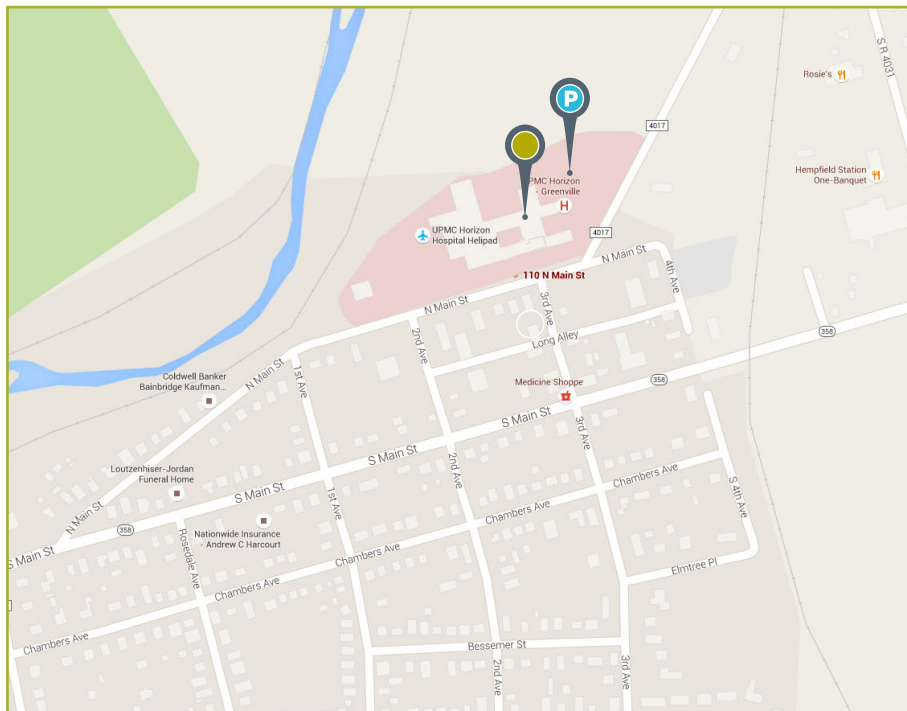 S R 4031
Rosie's
P
4017
Hempfield Station
One-Banquet
UPMC Horizon
- Greenville
H
UPMC Horizon
Hospital Helipad
4017
N Main St
4th Ave
110 N Main St
N Main St
3rd Ave
2nd Ave
Long Alley
358
N Main St
1st Ave
Coldwell Banker
Bainbridge Kaufman...
Medicine Shoppe
358
S Main St
3rd Ave
S Main St
2nd Ave
Loutzenhiser-Jordan
Funeral Home
S Main St
1st Ave
Chambers Ave
S 4th Ave
N Main St
358
Nationwide Insurance
- Andrew C Harcourt
Chambers Ave
S Main St
Rosedale Ave
Chambers Ave
Chambers Ave
Elmtree Pl
Chambers Ave
Bessemer St
2nd Ave
3rd Ave